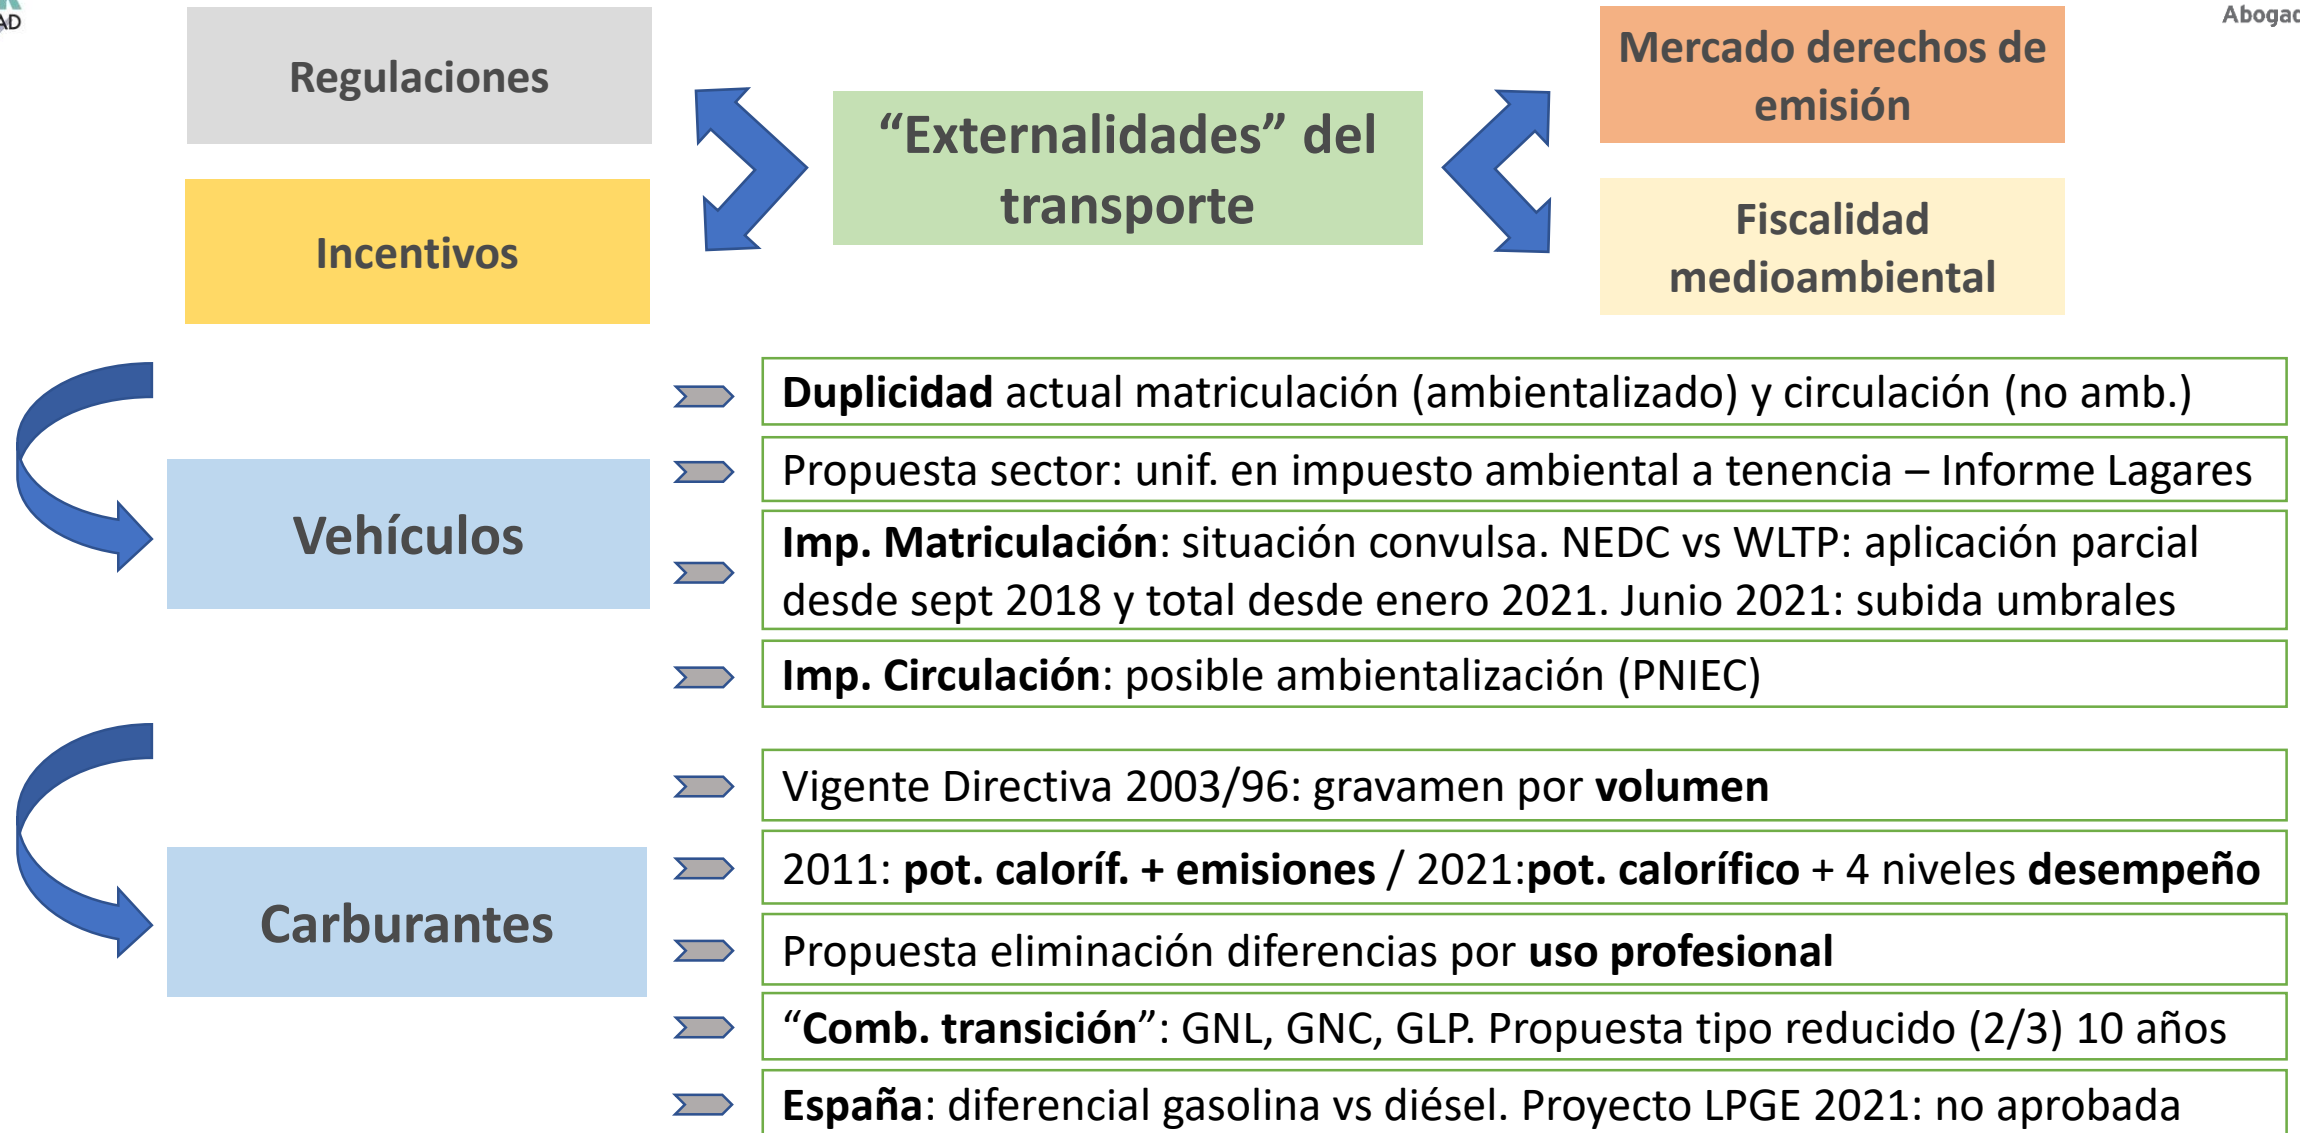 AD
Abogad
Regulaciones
Incentivos
“Externalidades” del
transporte
Mercado derechos de
emisión
Fiscalidad
medioambiental
Vehículos
Duplicidad actual matriculación (ambientalizado) y circulación (no amb.)
Propuesta sector: unif. en impuesto ambiental a tenencia – Informe Lagares
Imp. Matriculación: situación convulsa. NEDC vs WLTP: aplicación parcial
desde sept 2018 y total desde enero 2021. Junio 2021: subida umbrales
Imp. Circulación: posible ambientalización (PNIEC)
Carburantes
Vigente Directiva 2003/96: gravamen por volumen
2011: pot. caloríf. + emisiones / 2021:pot. calorífico + 4 niveles desempeño
Propuesta eliminación diferencias por uso profesional
“Comb. transición”: GNL, GNC, GLP. Propuesta tipo reducido (2/3) 10 años
España: diferencial gasolina vs diésel. Proyecto LPGE 2021: no aprobada